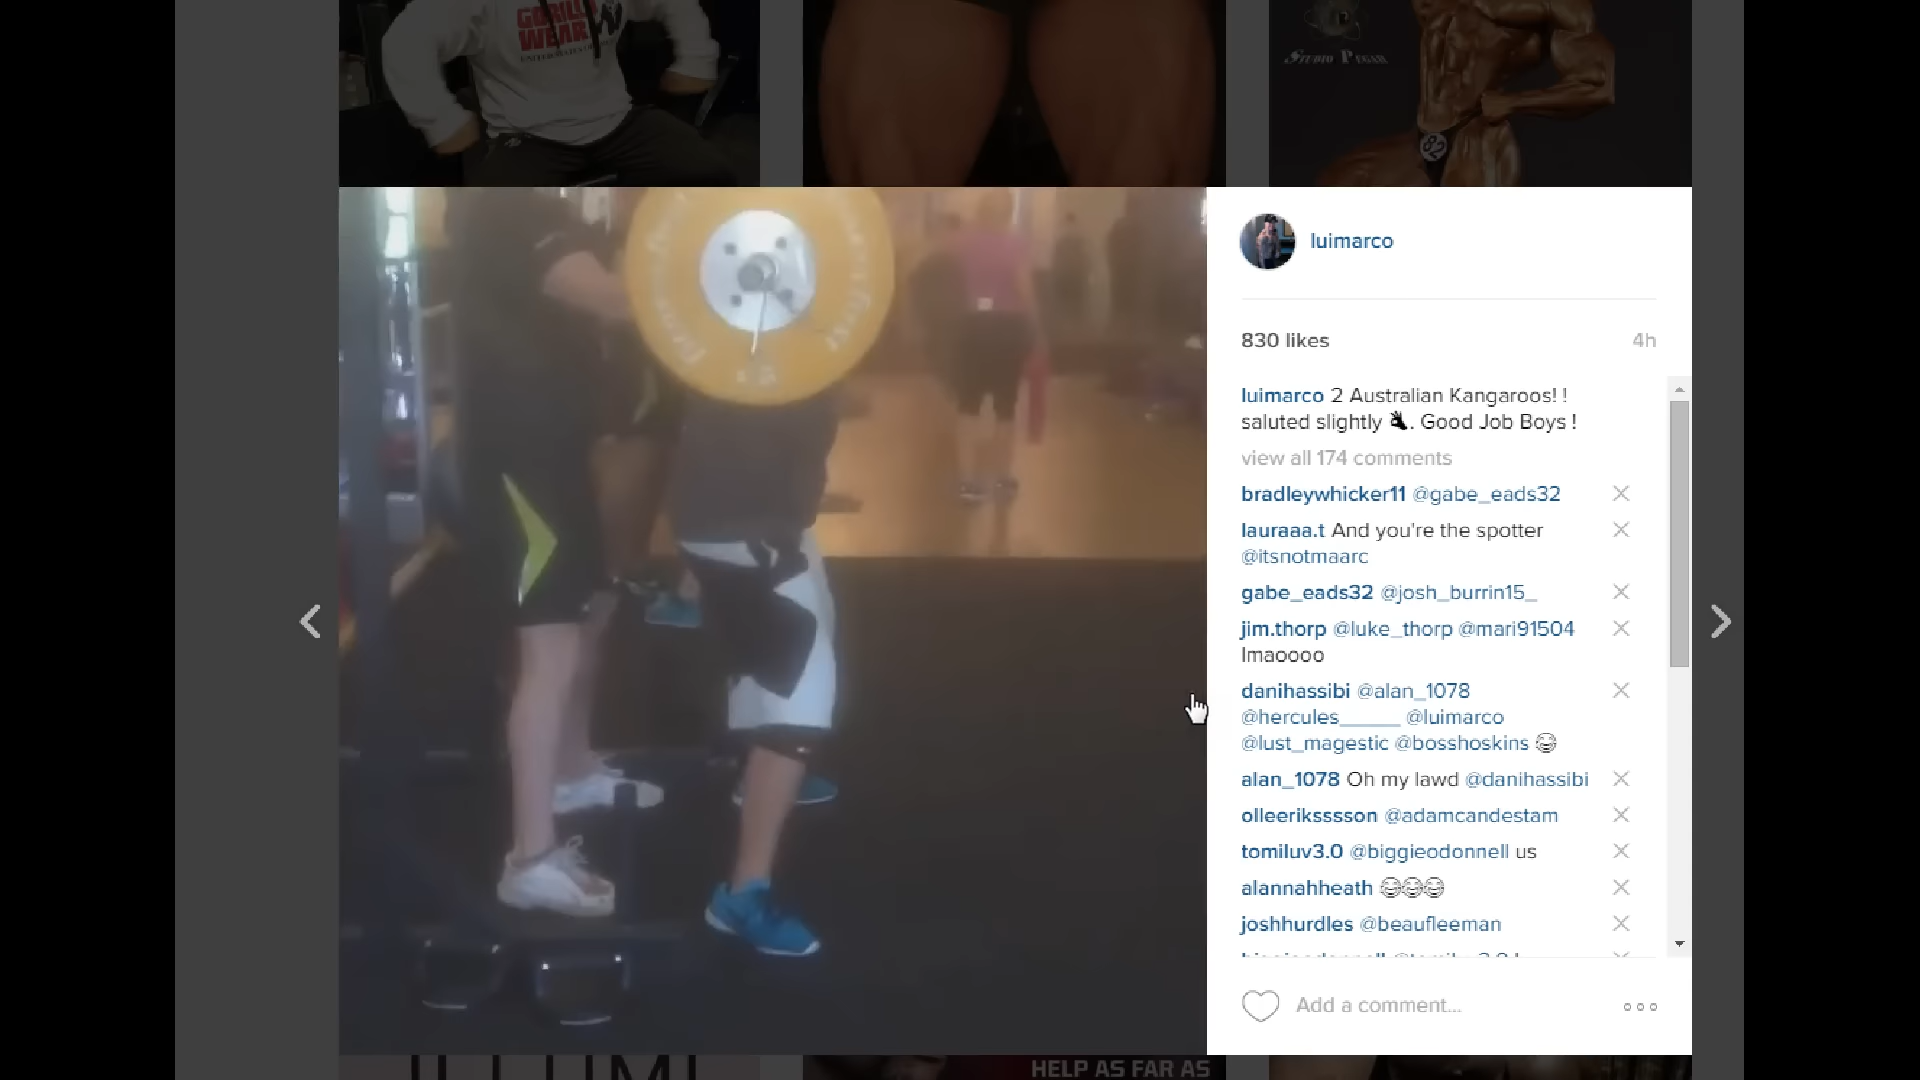 GORILLA
WEAR
STUDIO PEGAR
82
luimarco
830 likes
4h
luimarco 2 Australian Kangaroos! !
saluted slightly 👌. Good Job Boys !
view all 174 comments
bradleywhicker11 @gabe_eads32
lauraaa.t And you're the spotter
@itsnotmaarc
gabe_eads32 @josh_burrin15_
jim.thorp @luke_thorp @mari91504
lmaoooo
danihassibi @alan_1078
@hercules______ @luimarco
@lust_magestic @bosshoskins 😂
alan_1078 Oh my lawd @danihassibi
olleeriksssson @adamcandestam
tomiluv3.0 @biggieodonnell us
alannahheath 😂😂😂
joshhurdles @beaufleeman
Add a comment...
HELP AS FAR AS